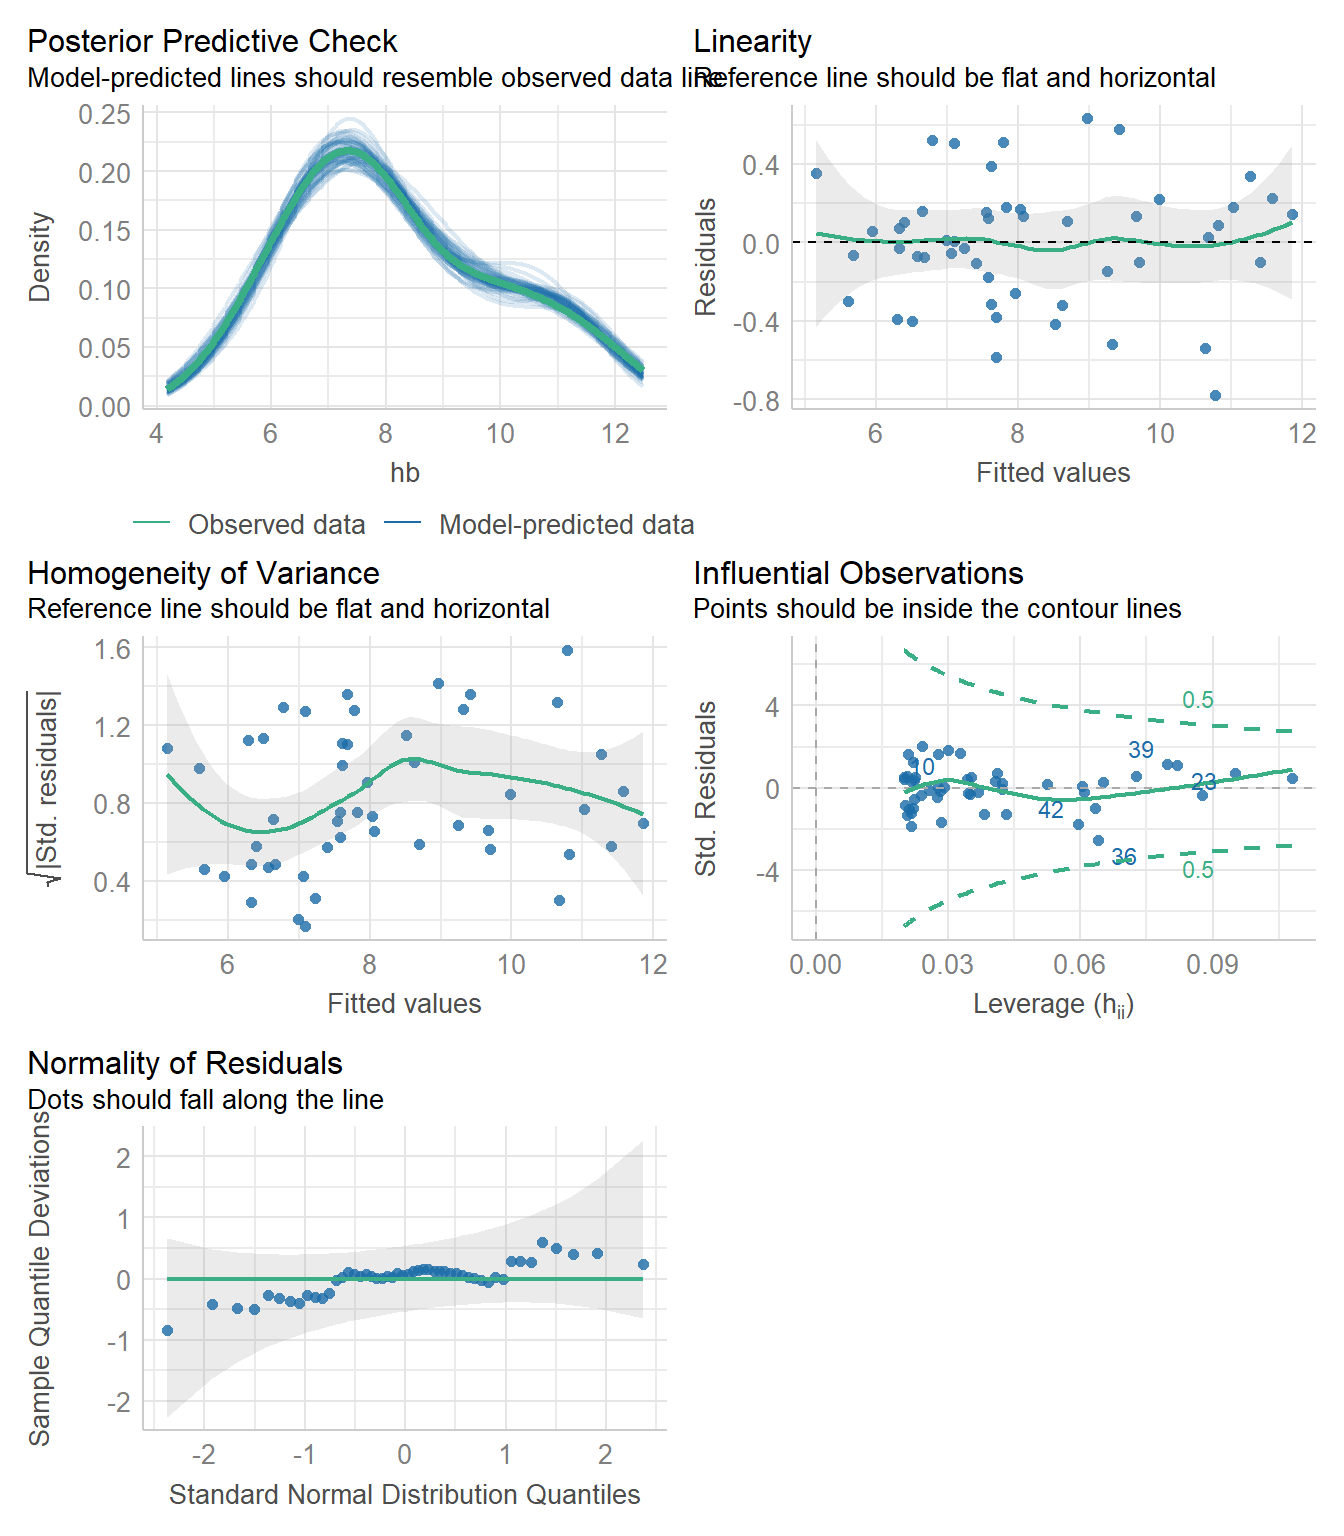 Posterior Predictive Check
Model-predicted lines should resemble observed data line
0.25
0.20
0.15
0.10
0.05
0.00
Density
4 6 8 10 12
hb
Observed data Model-predicted data
Linearity
Reference line should be flat and horizontal
0.4
0.0
-0.4
-0.8
Residuals
6 8 10 12
Fitted values
Homogeneity of Variance
Reference line should be flat and horizontal
1.6
1.2
0.8
0.4
√|Std. residuals|
6 8 10 12
Fitted values
Influential Observations
Points should be inside the contour lines
4
0
-4
Std. Residuals
0.5
39
10
23
42
36
0.5
0.00 0.03 0.06 0.09
Leverage (hii)
Normality of Residuals
Dots should fall along the line
2
1
0
-1
-2
Sample Quantile Deviations
-2 -1 0 1 2
Standard Normal Distribution Quantiles